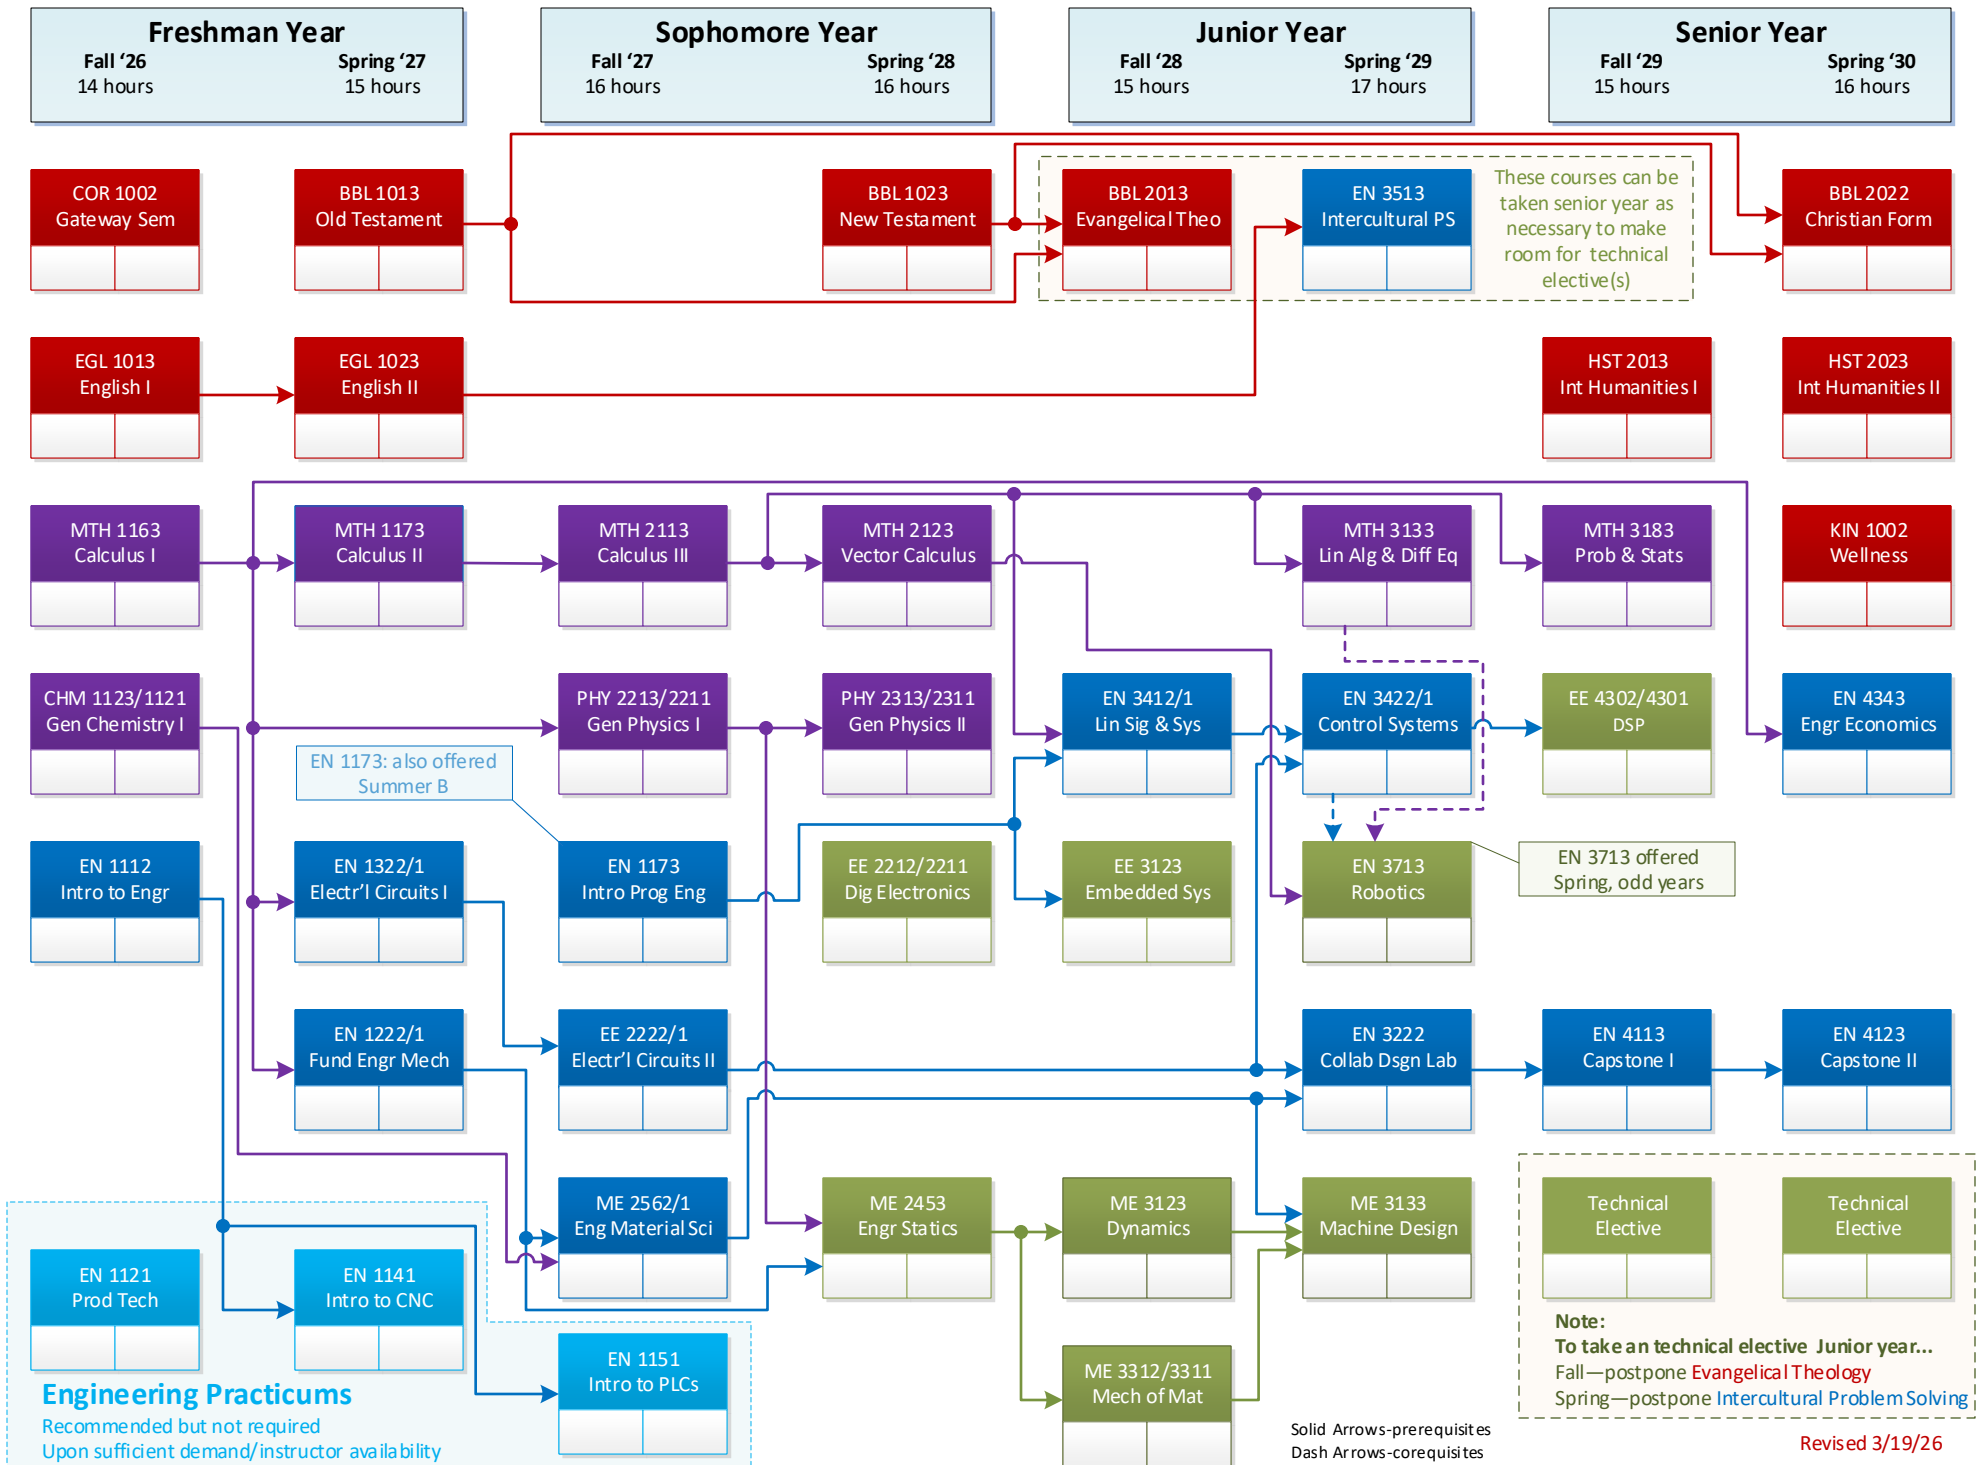 Freshman Year
Fall ‘26
Spring ‘27
14 hours
15 hours
Sophomore Year
Fall ‘27
Spring ‘28
16 hours
16 hours
Junior Year
Fall ‘28
Spring ‘29
15 hours
17 hours
Senior Year
Fall ‘29
Spring ‘30
15 hours
16 hours
COR 1002
Gateway Sem
BBL 1013
Old Testament
BBL 1023
New Testament
BBL 2013
Evangelical Theo
EN 3513
Intercultural PS
These courses can be
taken senior year as
necessary to make
room for technical
elective(s)
BBL 2022
Christian Form
EGL 1013
English I
EGL 1023
English II
HST 2013
Int Humanities I
HST 2023
Int Humanities II
MTH 1163
Calculus I
MTH 1173
Calculus II
MTH 2113
Calculus III
MTH 2123
Vector Calculus
MTH 3133
Lin Alg & Diff Eq
MTH 3183
Prob & Stats
KIN 1002
Wellness
CHM 1123/1121
Gen Chemistry I
PHY 2213/2211
Gen Physics I
PHY 2313/2311
Gen Physics II
EN 3412/1
Lin Sig & Sys
EN 3422/1
Control Systems
EE 4302/4301
DSP
EN 4343
Engr Economics
EN 1173: also offered
Summer B
EN 1112
Intro to Engr
EN 1322/1
Electr’l Circuits I
EN 1173
Intro Prog Eng
EE 2212/2211
Dig Electronics
EE 3123
Embedded Sys
EN 3713
Robotics
EN 3713 offered
Spring, odd years
EN 1222/1
Fund Engr Mech
EE 2222/1
Electr’l Circuits II
EN 3222
Collab Dsgn Lab
EN 4113
Capstone I
EN 4123
Capstone II
ME 2562/1
Eng Material Sci
ME 2453
Engr Statics
ME 3123
Dynamics
ME 3133
Machine Design
Technical
Elective
Technical
Elective
EN 1121
Prod Tech
EN 1141
Intro to CNC
EN 1151
Intro to PLCs
ME 3312/3311
Mech of Mat
Note:
To take an technical elective Junior year...
Fall—postpone Evangelical Theology
Spring—postpone Intercultural Problem Solving
Engineering Practicums
Recommended but not required
Upon sufficient demand/instructor availability
Solid Arrows-prerequisites
Dash Arrows-corequisites
Revised 3/19/26